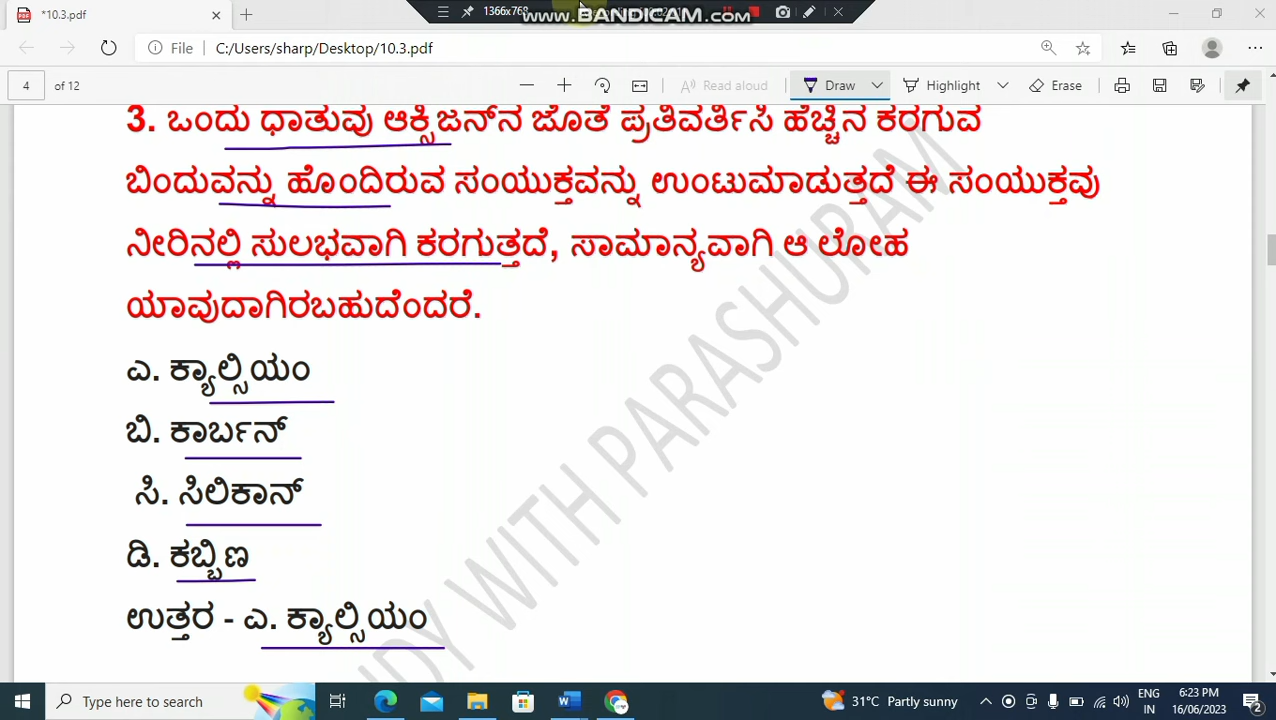 *10.3.pdf
1366x768
www.BANDICAM.com
File C:/Users/sharp/Desktop/10.3.pdf
4 of 12
Read aloud Draw Highlight Erase
3. ಒಂದು ಧಾತುವು ಆಕ್ಸಿಜನ್‌ನ ಜೊತೆ ಪ್ರತಿವರ್ತಿಸಿ ಹೆಚ್ಚಿನ ಕರಗುವ
ಬಿಂದುವನ್ನು ಹೊಂದಿರುವ ಸಂಯುಕ್ತವನ್ನು ಉಂಟುಮಾಡುತ್ತದೆ ಈ ಸಂಯುಕ್ತವು
ನೀರಿನಲ್ಲಿ ಸುಲಭವಾಗಿ ಕರಗುತ್ತದೆ, ಸಾಮಾನ್ಯವಾಗಿ ಆ ಲೋಹ
ಯಾವುದಾಗಿರಬಹುದೆಂದರೆ.
ಎ. ಕ್ಯಾಲ್ಸಿಯಂ
ಬಿ. ಕಾರ್ಬನ್
ಸಿ. ಸಿಲಿಕಾನ್
ಡಿ. ಕಬ್ಬಿಣ
ಉತ್ತರ - ಎ. ಕ್ಯಾಲ್ಸಿಯಂ
UDY WITH PARASHURAM
Type here to search
31°C Partly sunny
ENG
IN
6:23 PM
16/06/2023
2